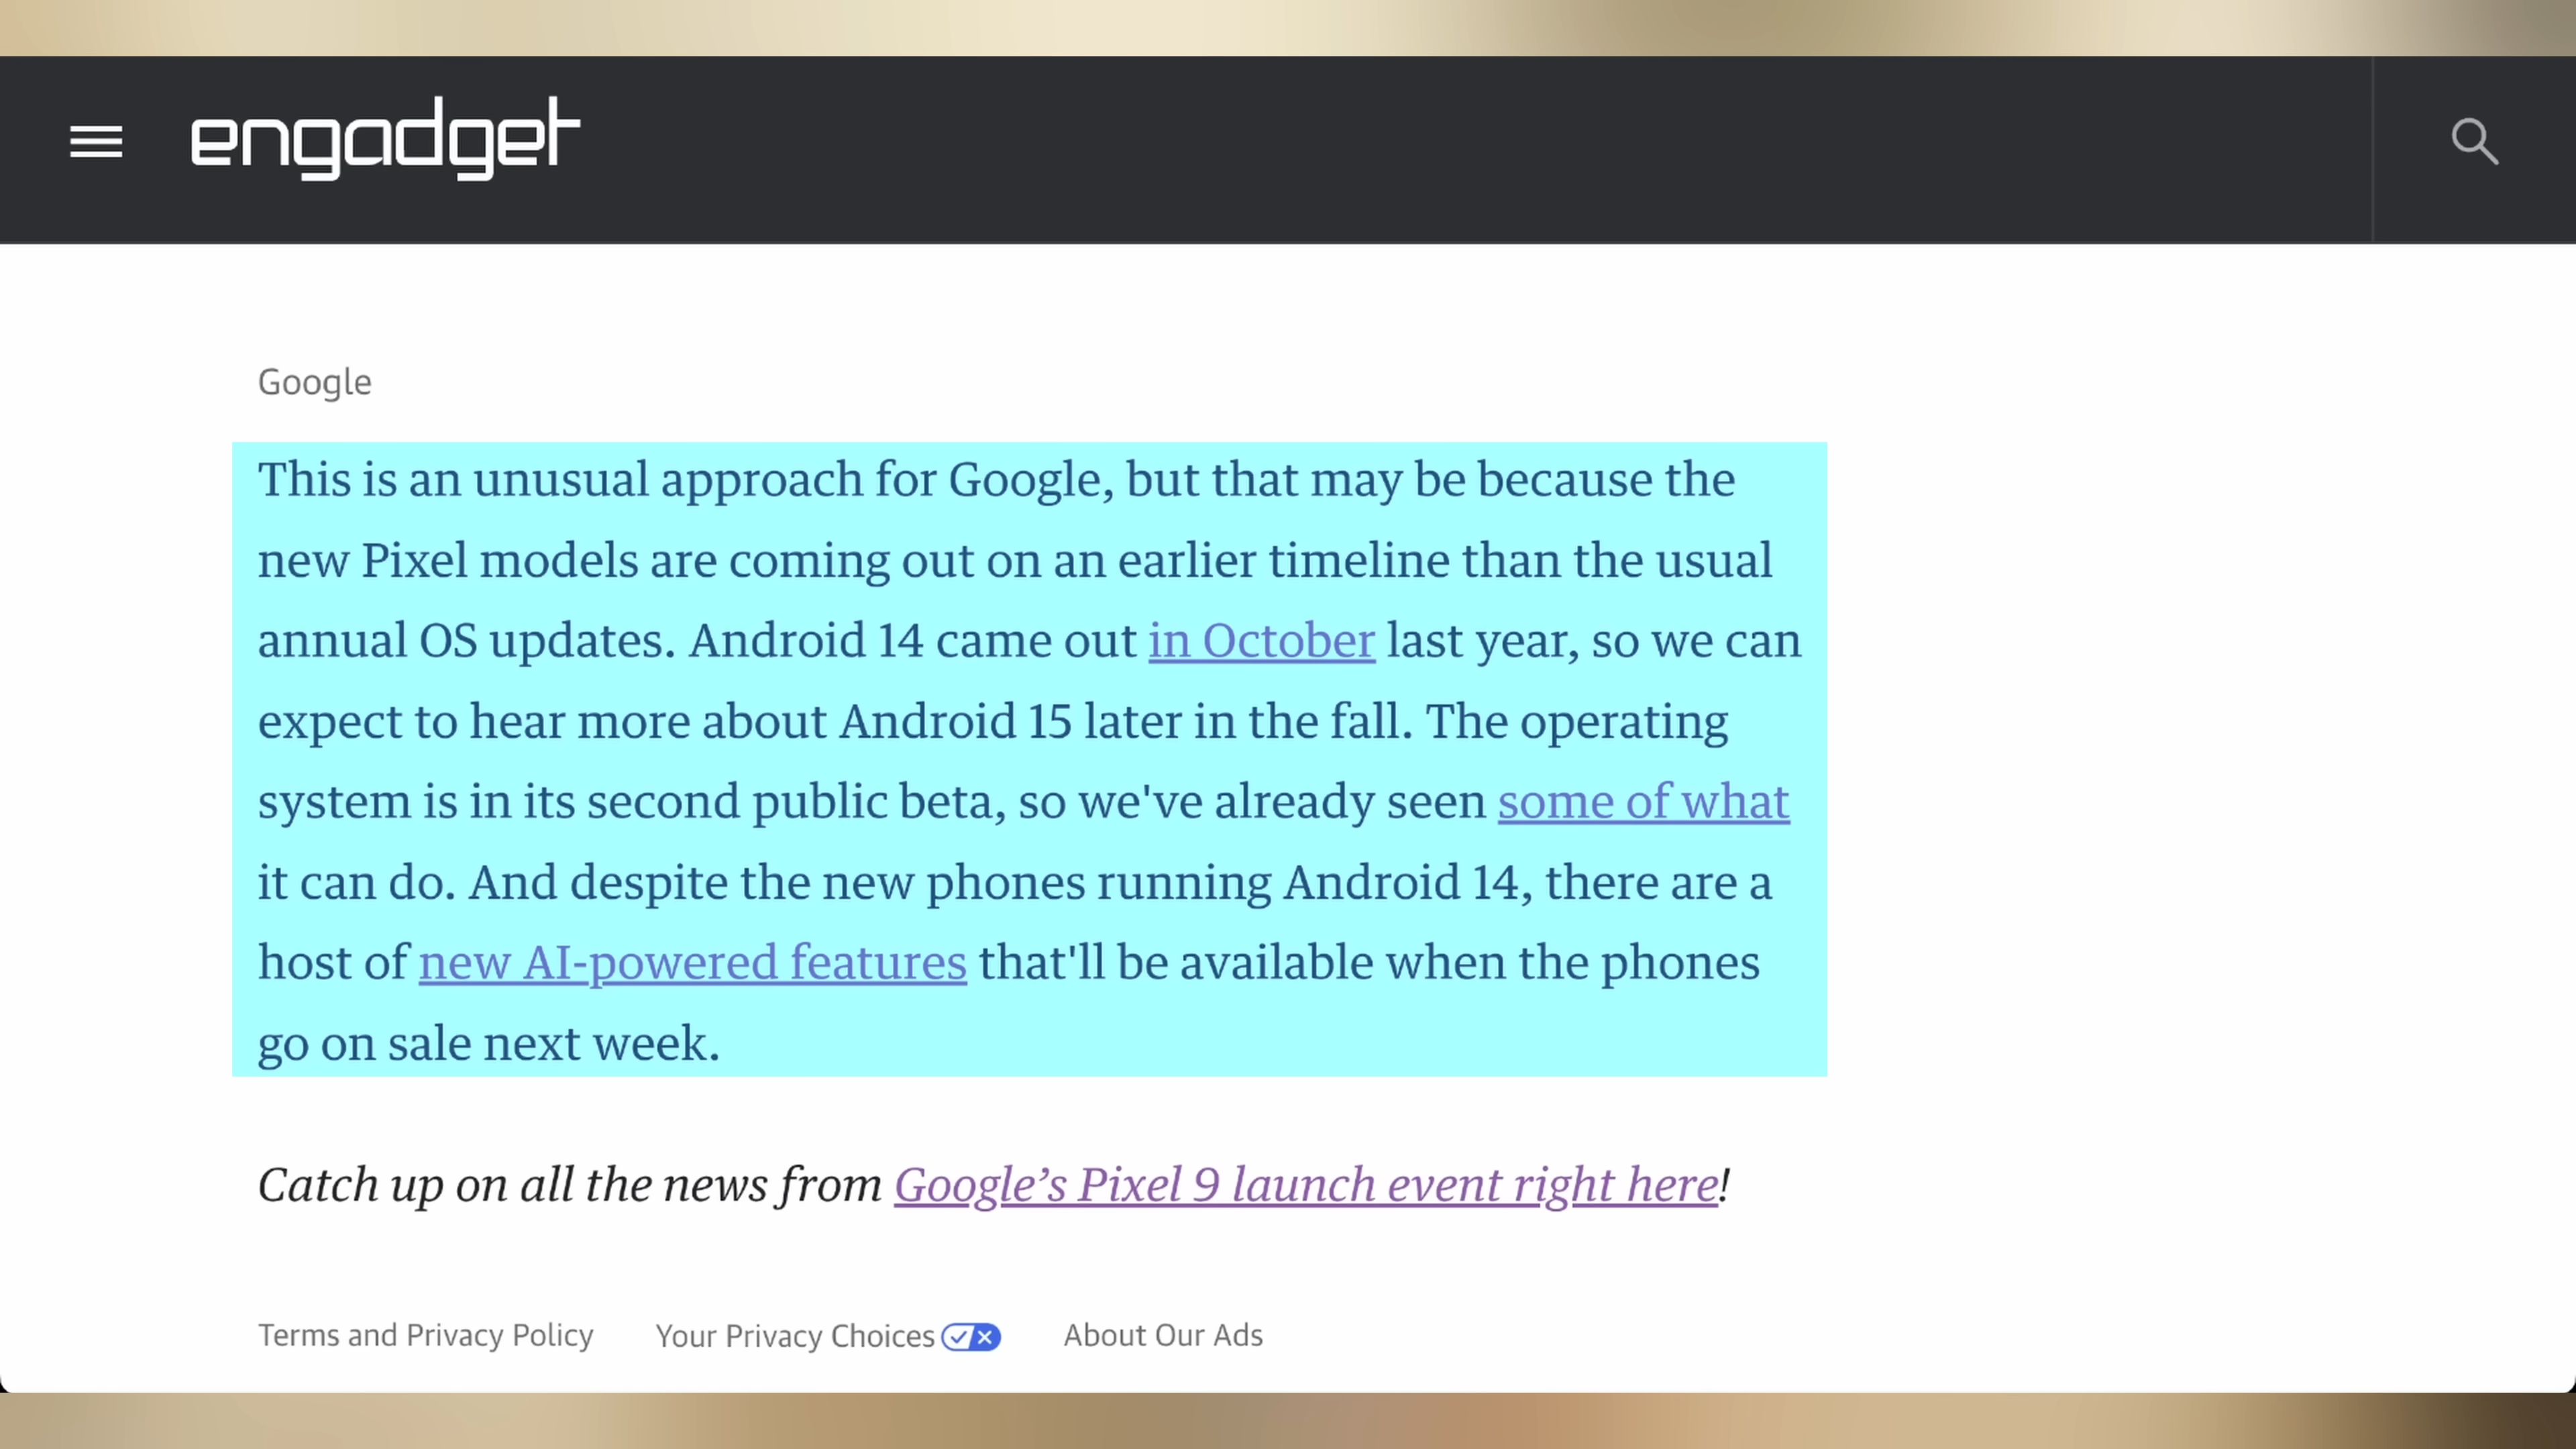 engadget
Google
This is an unusual approach for Google, but that may be because the
new Pixel models are coming out on an earlier timeline than the usual
annual OS updates. Android 14 came out in October last year, so we can
expect to hear more about Android 15 later in the fall. The operating
system is in its second public beta, so we've already seen some of what
it can do. And despite the new phones running Android 14, there are a
host of new AI-powered features that'll be available when the phones
go on sale next week.
Catch up on all the news from Google’s Pixel 9 launch event right here!
Terms and Privacy Policy Your Privacy Choices About Our Ads